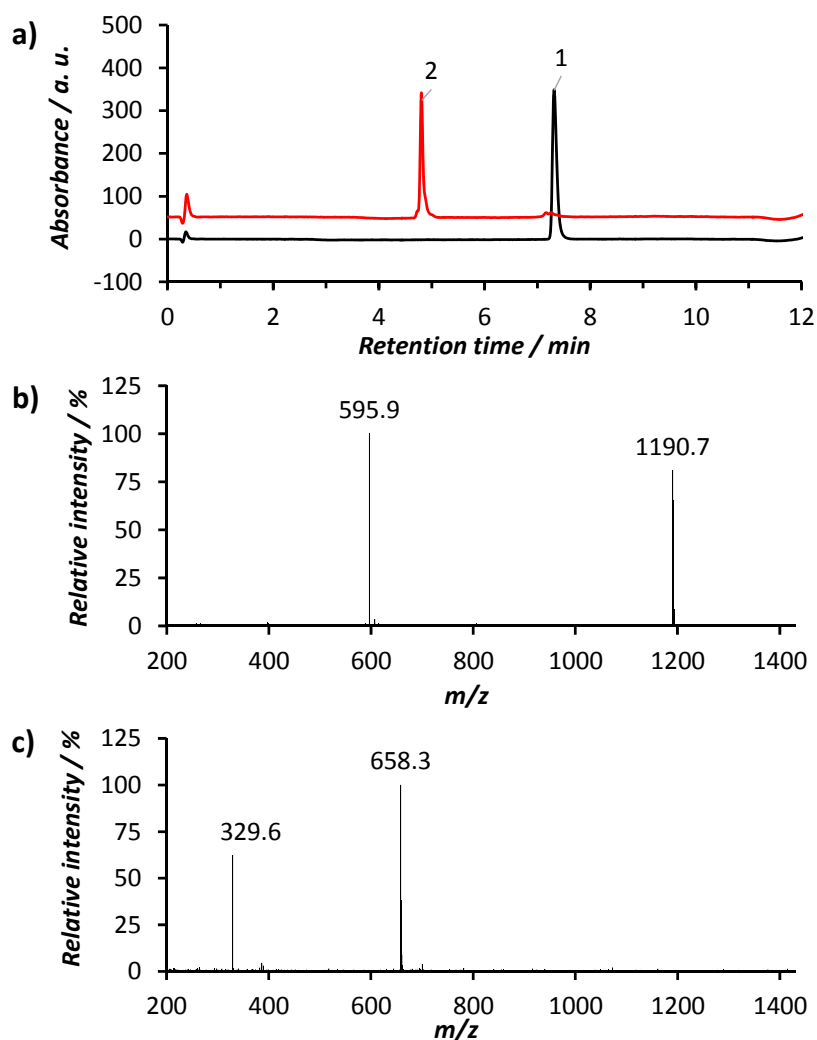 a)
Absorbance / a. u.
500
400
300
200
100
0
-100
2
1
0 2 4 6 8 10 12
Retention time / min
b)
Relative intensity / %
125
100
75
50
25
0
595.9
1190.7
200 400 600 800 1000 1200 1400
m/z
c)
Relative intensity / %
125
100
75
50
25
0
658.3
329.6
200 400 600 800 1000 1200 1400
m/z